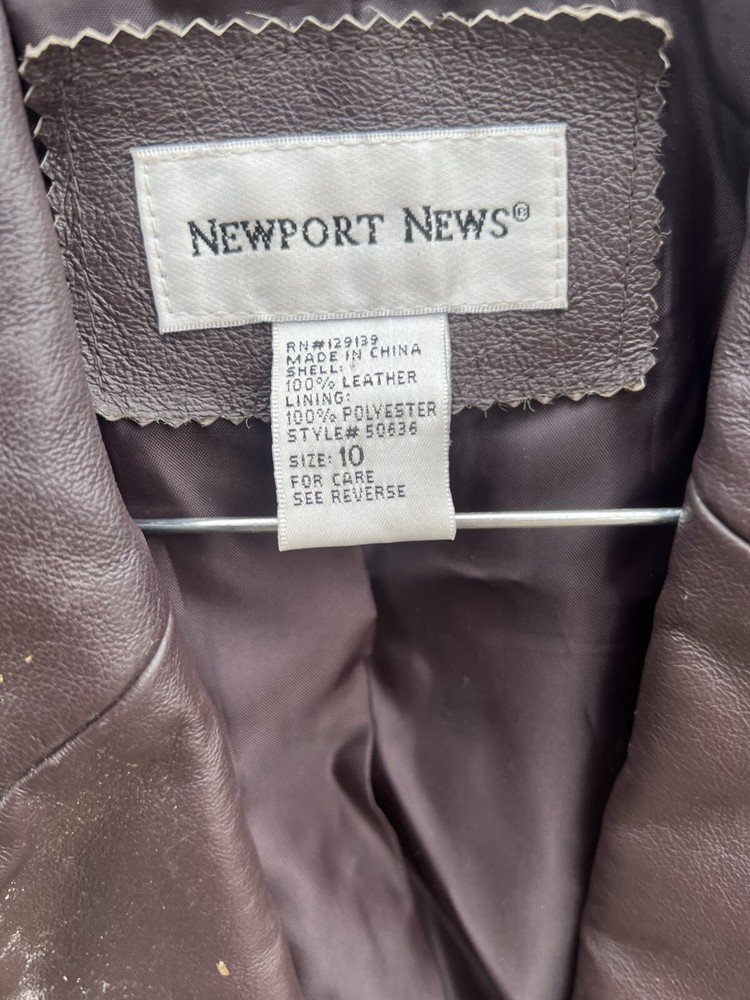 NEWPORT NEWS®
RN#129139
MADE IN CHINA
SHELL:
100% LEATHER
LINING:
100% POLYESTER
STYLE# 50636
SIZE: 10
FOR CARE
SEE REVERSE